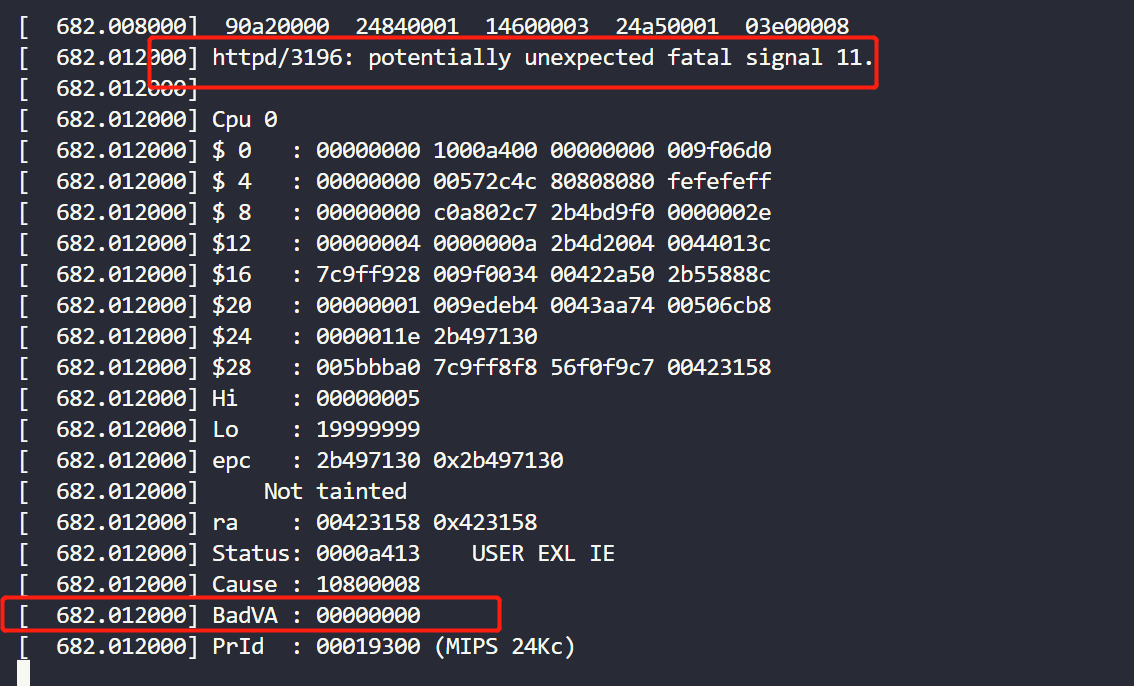 [  682.008000]  90a20000  24840001  14600003  24a50001  03e00008
[  682.012000] httpd/3196: potentially unexpected fatal signal 11.
[  682.012000]
[  682.012000] Cpu 0
[  682.012000] $ 0   : 00000000 1000a400 00000000 009f06d0
[  682.012000] $ 4   : 00000000 00572c4c 80808080 fefefeff
[  682.012000] $ 8   : 00000000 c0a802c7 2b4bd9f0 0000002e
[  682.012000] $12   : 00000004 0000000a 2b4d2004 0044013c
[  682.012000] $16   : 7c9ff928 009f0034 00422a50 2b55888c
[  682.012000] $20   : 00000001 009edeb4 0043aa74 00506cb8
[  682.012000] $24   : 0000011e 2b497130
[  682.012000] $28   : 005bbba0 7c9ff8f8 56f0f9c7 00423158
[  682.012000] Hi    : 00000005
[  682.012000] Lo    : 19999999
[  682.012000] epc   : 2b497130 0x2b497130
[  682.012000]     Not tainted
[  682.012000] ra    : 00423158 0x423158
[  682.012000] Status: 0000a413    USER EXL IE
[  682.012000] Cause : 10800008
[  682.012000] BadVA : 00000000
[  682.012000] PrId  : 00019300 (MIPS 24Kc)